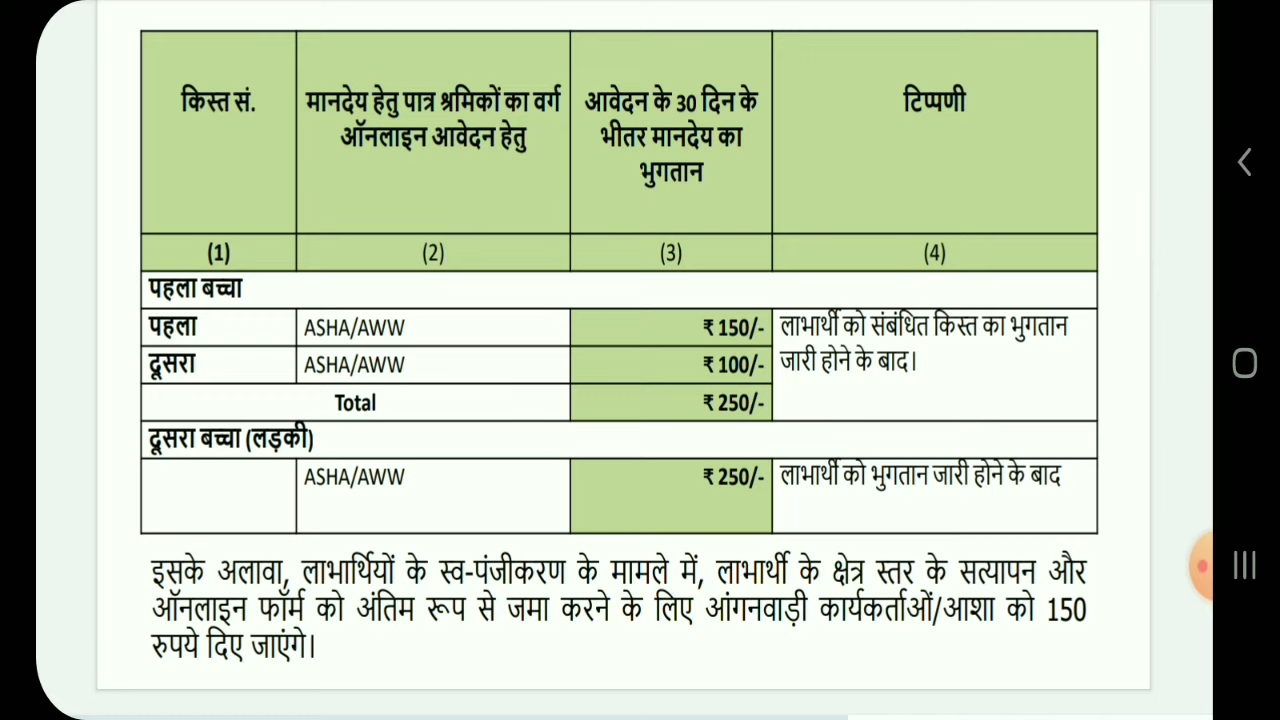 किस्त सं.
मानदेय हेतु पात्र श्रमिकों का वर्ग
ऑनलाइन आवेदन हेतु
आवेदन के 30 दिन के
भीतर मानदेय का
भुगतान
टिप्पणी
(1)
(2)
(3)
(4)
पहला बच्चा
पहला
ASHA/AWW
₹ 150/-
लाभार्थी को संबंधित किस्त का भुगतान
जारी होने के बाद।
दूसरा
ASHA/AWW
₹ 100/-
Total
₹ 250/-
दूसरा बच्चा (लड़की)
ASHA/AWW
₹ 250/-
लाभार्थी को भुगतान जारी होने के बाद
इसके अलावा, लाभार्थियों के स्व-पंजीकरण के मामले में, लाभार्थी के क्षेत्र स्तर के सत्यापन और
ऑनलाइन फॉर्म को अंतिम रूप से जमा करने के लिए आंगनवाड़ी कार्यकर्ताओं/आशा को 150
रुपये दिए जाएंगे।